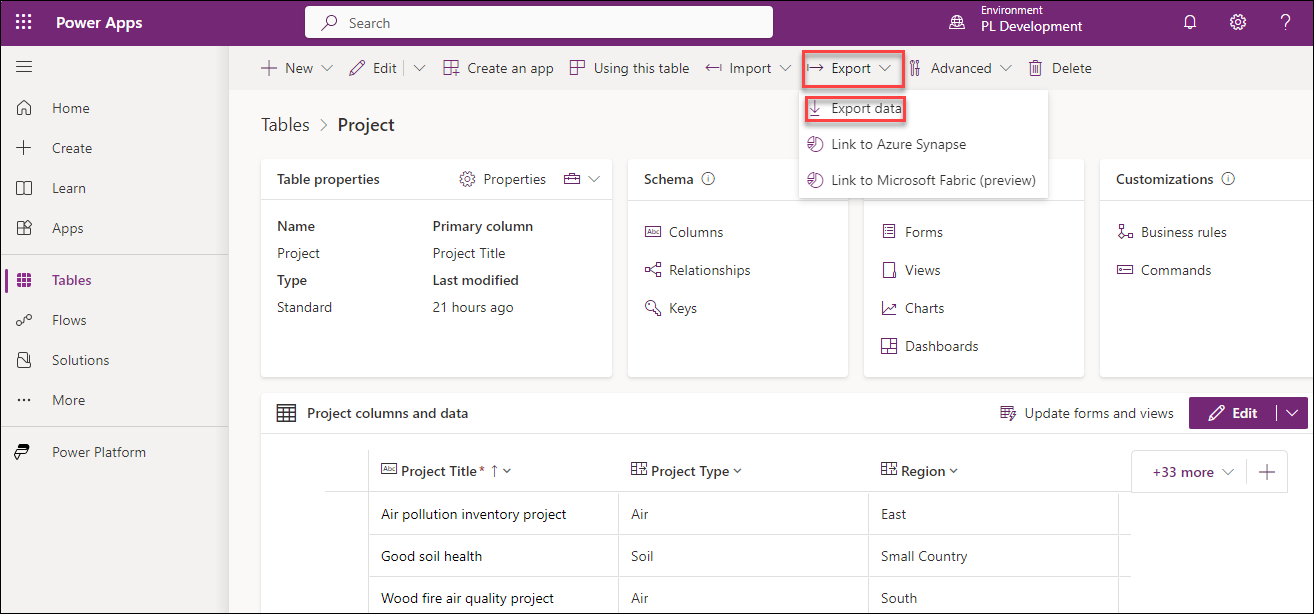 Power Apps
Search
Environment
PL Development
?
New
Edit
Create an app
Using this table
Import
Export
Advanced
Delete
Home
Create
Learn
Apps
Tables
Flows
Solutions
More
Power Platform
Tables > Project
Export data
Link to Azure Synapse
Link to Microsoft Fabric (preview)
Table properties
Properties
Name
Primary column
Project
Project Title
Type
Last modified
Standard
21 hours ago
Schema
Abc Columns
Relationships
Keys
Forms
Views
Charts
Dashboards
Customizations
Business rules
Commands
Project columns and data
Update forms and views
Edit
Abc Project Title * ↑
Project Type
Region
+33 more
Air pollution inventory project
Air
East
Good soil health
Soil
Small Country
Wood fire air quality project
Air
South